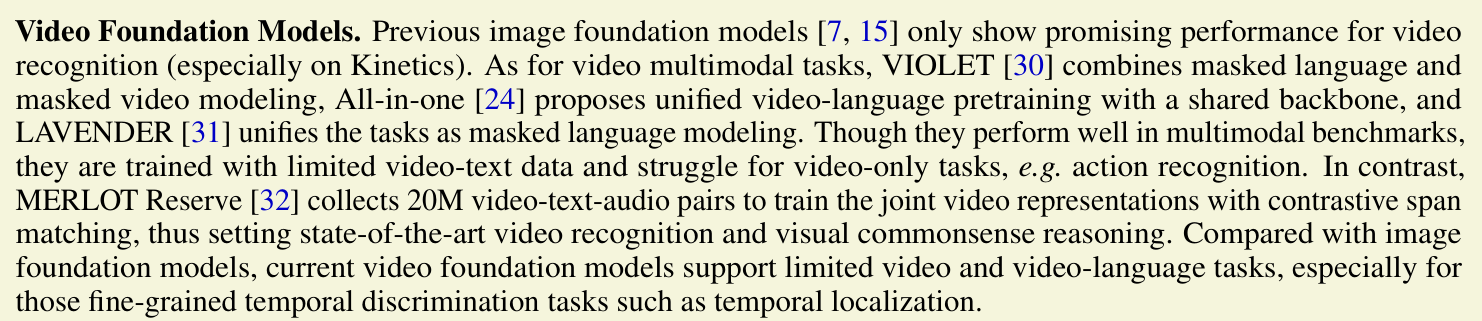 Video Foundation Models. Previous image foundation models [7, 15] only show promising performance for video
recognition (especially on Kinetics). As for video multimodal tasks, VIOLET [30] combines masked language and
masked video modeling, All-in-one [24] proposes unified video-language pretraining with a shared backbone, and
LAVENDER [31] unifies the tasks as masked language modeling. Though they perform well in multimodal benchmarks,
they are trained with limited video-text data and struggle for video-only tasks, e.g. action recognition. In contrast,
MERLOT Reserve [32] collects 20M video-text-audio pairs to train the joint video representations with contrastive span
matching, thus setting state-of-the-art video recognition and visual commonsense reasoning. Compared with image
foundation models, current video foundation models support limited video and video-language tasks, especially for
those fine-grained temporal discrimination tasks such as temporal localization.